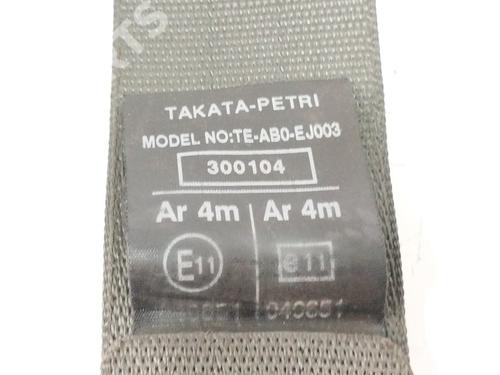 TAKATA-PETRI
MODEL NO:TE-AB0-EJ003
300104
Ar 4m Ar 4m
E11 e11
040651